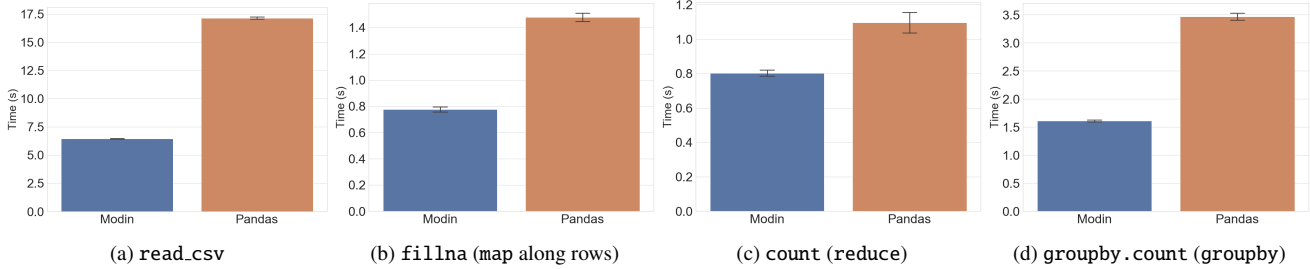 Time (s)
17.5
15.0
12.5
10.0
7.5
5.0
2.5
0.0
Modin Pandas
(a) read_csv
Time (s)
1.4
1.2
1.0
0.8
0.6
0.4
0.2
0.0
Modin Pandas
(b) fillna (map along rows)
Time (s)
1.2
1.0
0.8
0.6
0.4
0.2
0.0
Modin Pandas
(c) count (reduce)
Time (s)
3.5
3.0
2.5
2.0
1.5
1.0
0.5
0.0
Modin Pandas
(d) groupby.count (groupby)